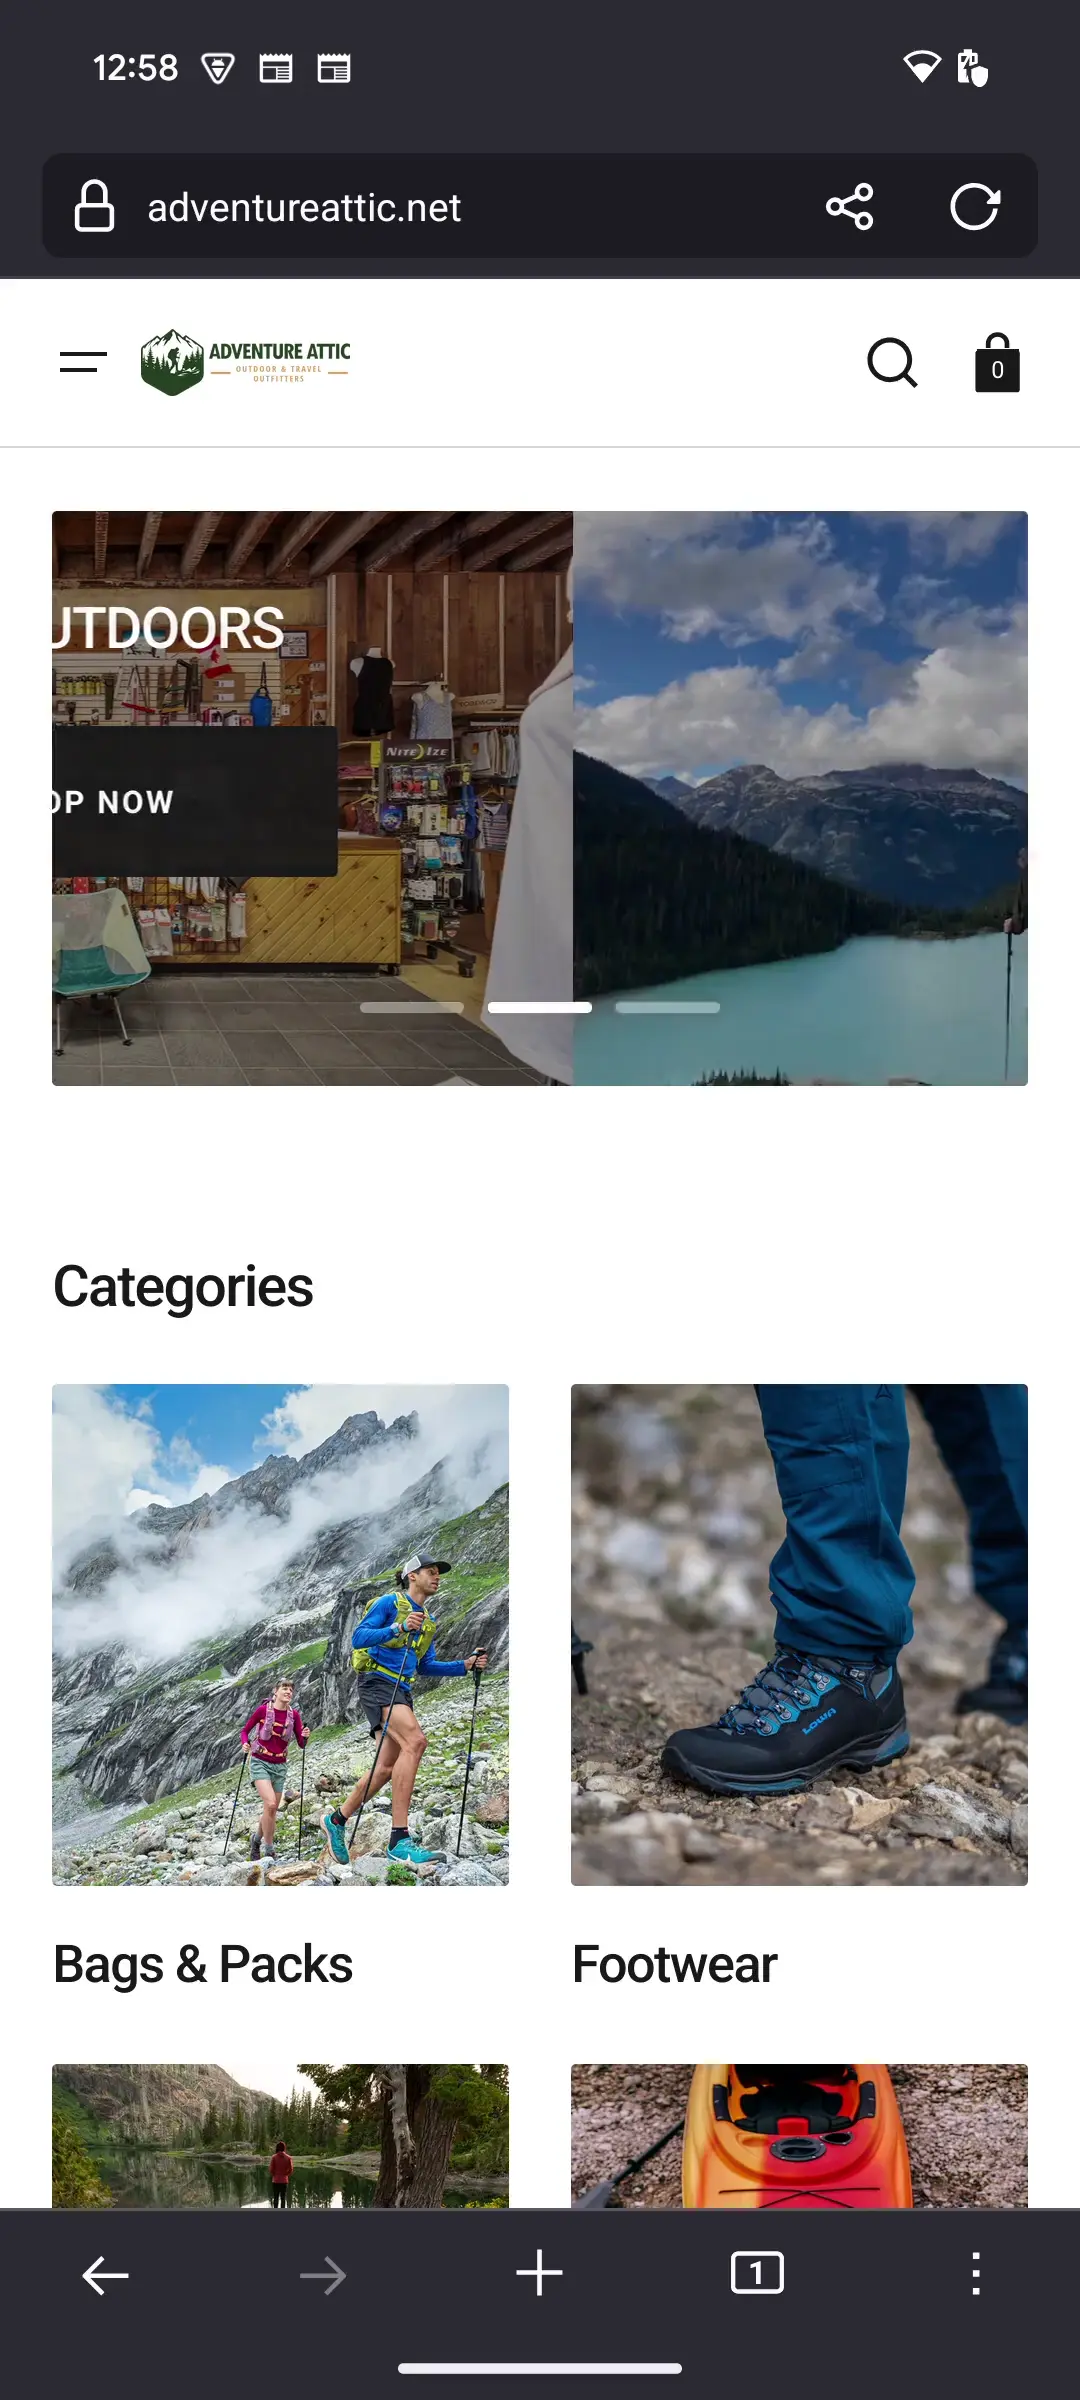 12:58
adventureattic.net
ADVENTURE ATTIC
OUTDOOR & TRAVEL
OUTFITTERS
0
UTDOORS
NITE IZE
OP NOW
Categories
LOWA
Bags & Packs
Footwear
1